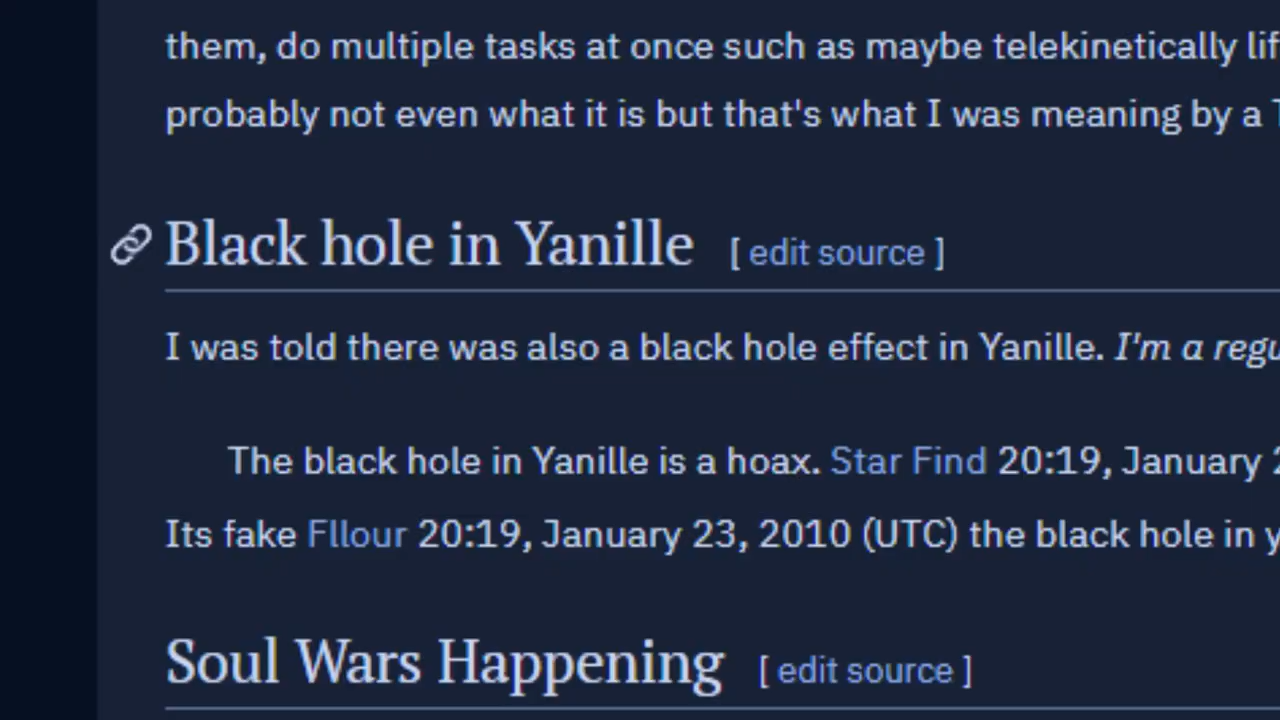 them, do multiple tasks at once such as maybe telekinetically
probably not even what it is but that's what I was meaning by a
Black hole in Yanille [ edit source ]
I was told there was also a black hole effect in Yanille. I'm a
The black hole in Yanille is a hoax. Star Find 20:19, January
Its fake Fllour 20:19, January 23, 2010 (UTC) the black hole in
Soul Wars Happening [ edit source ]